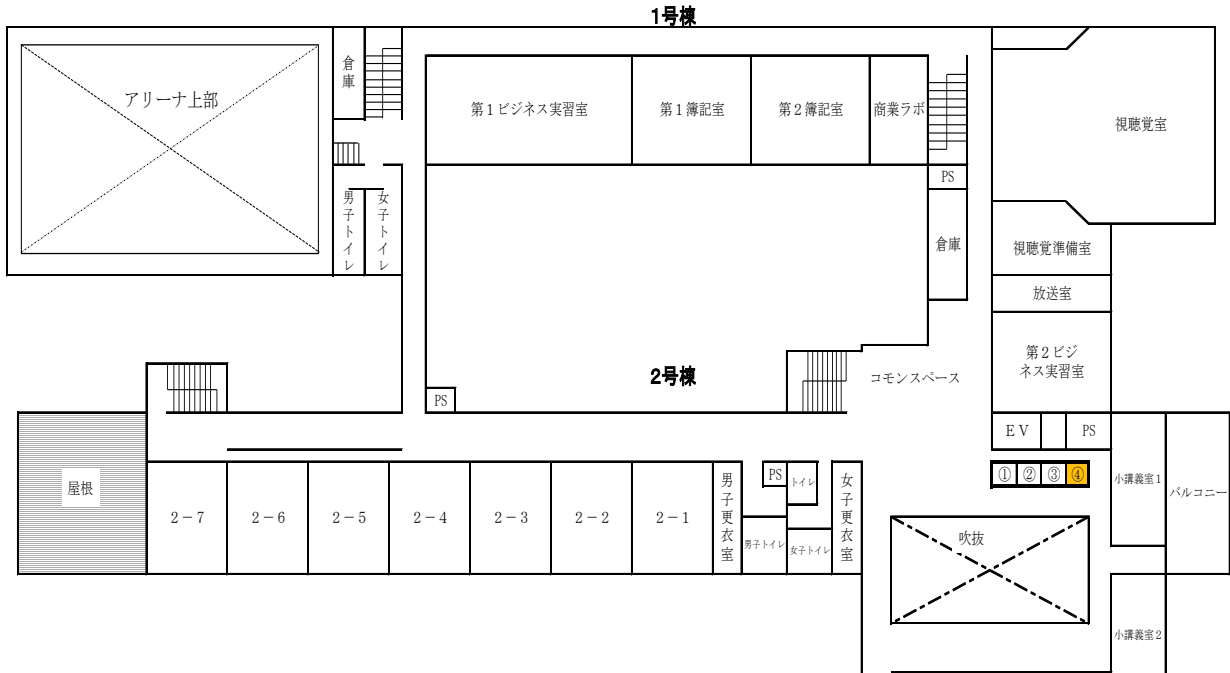 1号棟
倉庫
アリーナ上部
第1ビジネス実習室
第1簿記室
第2簿記室
商業ラボ
視聴覚室
PS
男子トイレ
女子トイレ
倉庫
視聴覚準備室
放送室
第2ビジ
ネス実習室
2号棟
コモンスペース
PS
EV
PS
屋根
2-7
2-6
2-5
2-4
2-3
2-2
2-1
男子更衣室
PS
トイレ
女子更衣室
①
②
③
④
小講義室1
バルコニー
男子トイレ
女子トイレ
吹抜
小講義室2